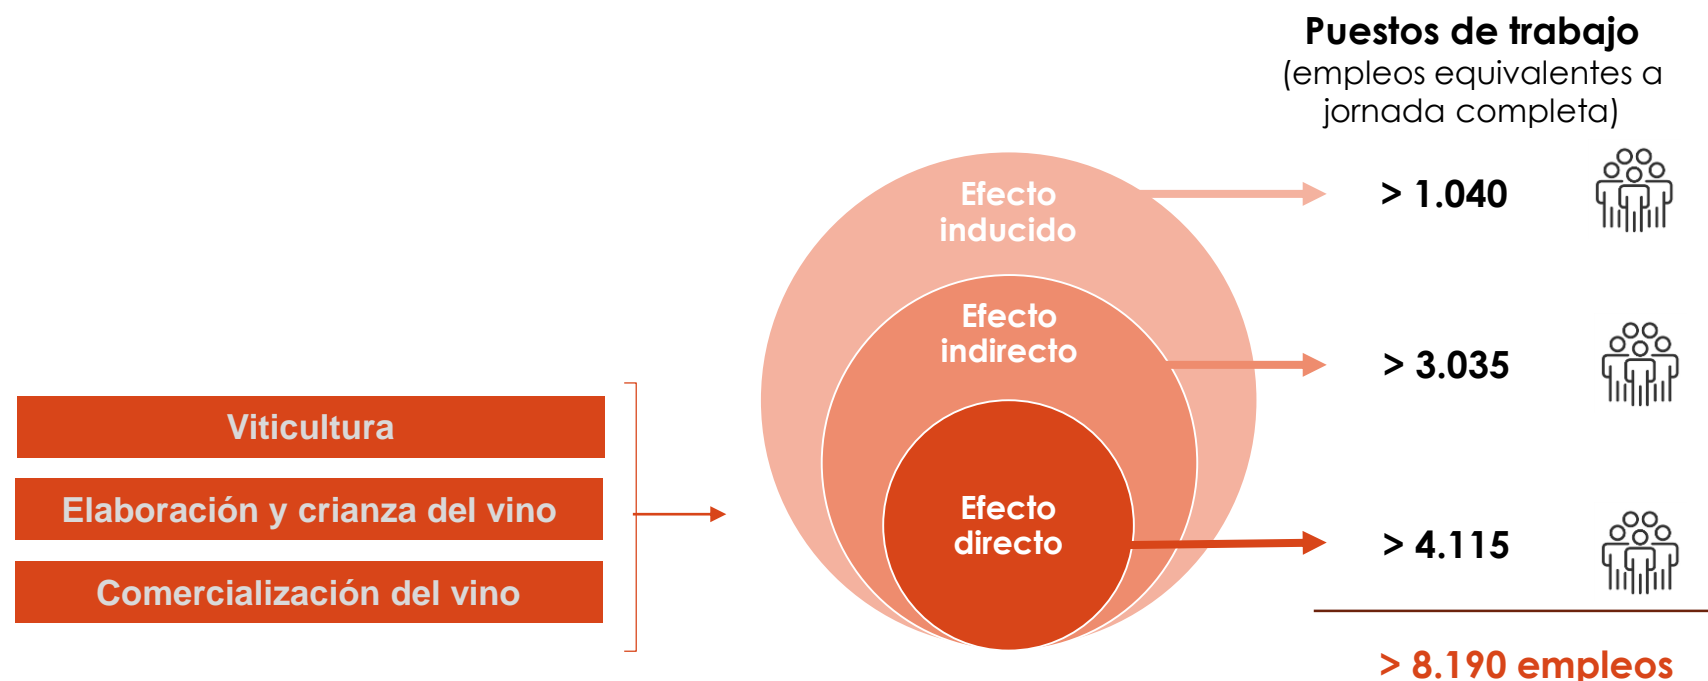 Puestos de trabajo
(empleos equivalentes a
jornada completa)
Efecto
inducido
> 1.040
Efecto
indirecto
> 3.035
Viticultura
Elaboración y crianza del vino
Comercialización del vino
Efecto
directo
> 4.115
> 8.190 empleos